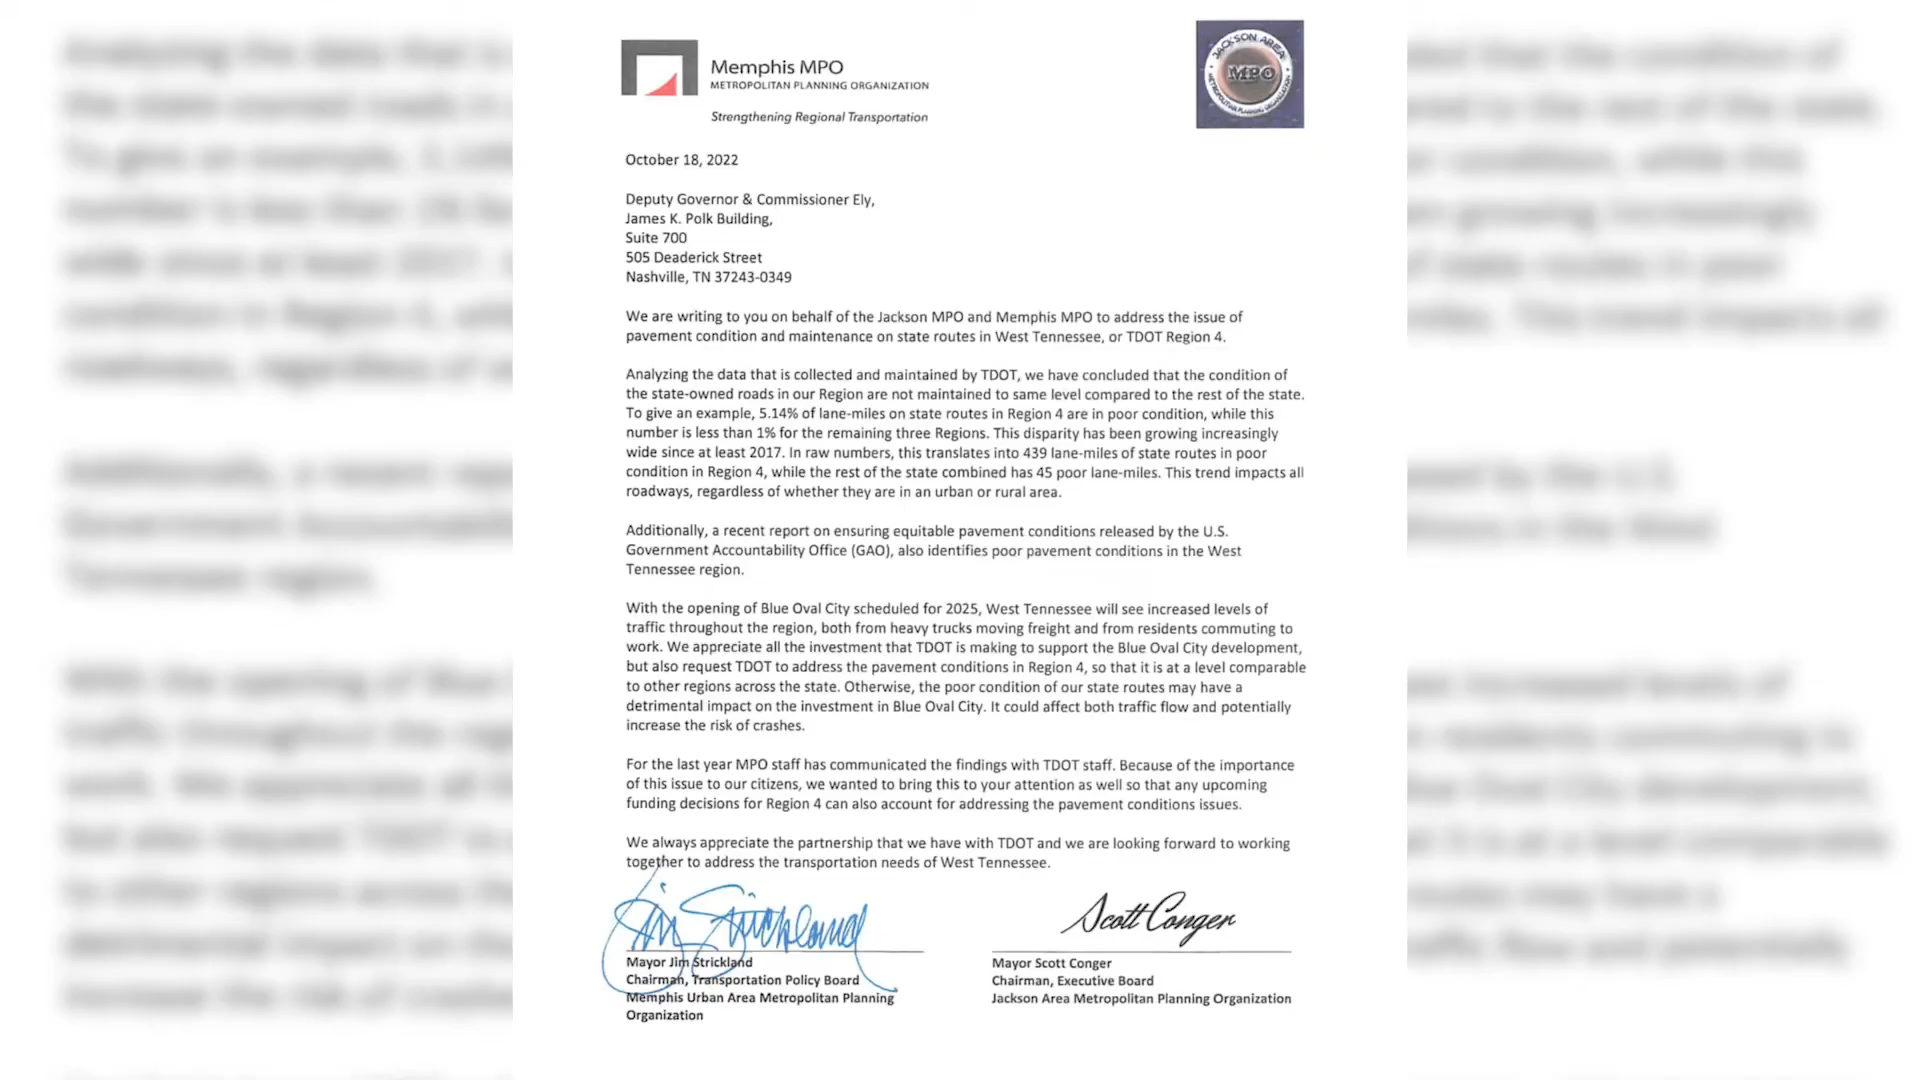 Memphis MPO
METROPOLITAN PLANNING ORGANIZATION
Strengthening Regional Transportation
JACKSON AREA
MPO
METROPOLITAN PLANNING ORGANIZATION
October 18, 2022
Deputy Governor & Commissioner Ely,
James K. Polk Building,
Suite 700
505 Deaderick Street
Nashville, TN 37243-0349
We are writing to you on behalf of the Jackson MPO and Memphis MPO to address the issue of
pavement condition and maintenance on state routes in West Tennessee, or TDOT Region 4.
Analyzing the data that is collected and maintained by TDOT, we have concluded that the condition of
the state-owned roads in our Region are not maintained to same level compared to the rest of the state.
To give an example, 5.14% of lane-miles on state routes in Region 4 are in poor condition, while this
number is less than 1% for the remaining three Regions. This disparity has been growing increasingly
wide since at least 2017. In raw numbers, this translates into 439 lane-miles of state routes in poor
condition in Region 4, while the rest of the state combined has 45 poor lane-miles. This trend impacts all
roadways, regardless of whether they are in an urban or rural area.
Additionally, a recent report on ensuring equitable pavement conditions released by the U.S.
Government Accountability Office (GAO), also identifies poor pavement conditions in the West
Tennessee region.
With the opening of Blue Oval City scheduled for 2025, West Tennessee will see increased levels of
traffic throughout the region, both from heavy trucks moving freight and from residents commuting to
work. We appreciate all the investment that TDOT is making to support the Blue Oval City development,
but also request TDOT to address the pavement conditions in Region 4, so that it is at a level comparable
to other regions across the state. Otherwise, the poor condition of our state routes may have a
detrimental impact on the investment in Blue Oval City. It could affect both traffic flow and potentially
increase the risk of crashes.
For the last year MPO staff has communicated the findings with TDOT staff. Because of the importance
of this issue to our citizens, we wanted to bring this to your attention as well so that any upcoming
funding decisions for Region 4 can also account for addressing the pavement conditions issues.
We always appreciate the partnership that we have with TDOT and we are looking forward to working
together to address the transportation needs of West Tennessee.
Jim Strickland
Mayor Jim Strickland
Chairman, Transportation Policy Board
Memphis Urban Area Metropolitan Planning
Organization
Scott Conger
Mayor Scott Conger
Chairman, Executive Board
Jackson Area Metropolitan Planning Organization